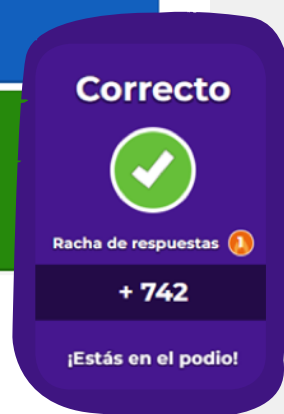 Correcto
Racha de respuestas 1
+ 742
¡Estás en el podio!